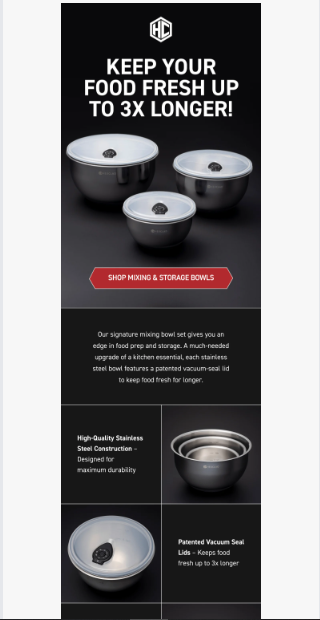 HC
KEEP YOUR
FOOD FRESH UP
TO 3X LONGER!
SHOP MIXING & STORAGE BOWLS
Our signature mixing bowl set gives you an
edge in food prep and storage. A much-needed
upgrade of a kitchen essential, each stainless
steel bowl features a patented vacuum-seal lid
to keep food fresh for longer.
High-Quality Stainless
Steel Construction –
Designed for
maximum durability
Patented Vacuum Seal
Lids – Keeps food
fresh up to 3x longer